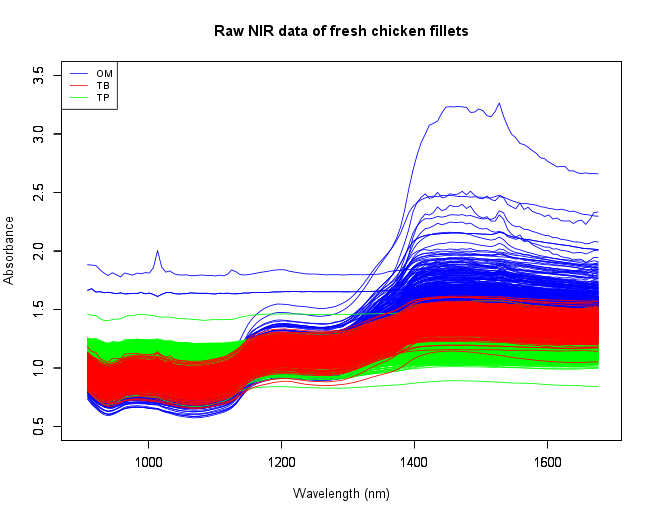 Raw NIR data of fresh chicken fillets
OM
TB
TP
Absorbance
3.5
3.0
2.5
2.0
1.5
1.0
0.5
1000
1200
1400
1600
Wavelength (nm)